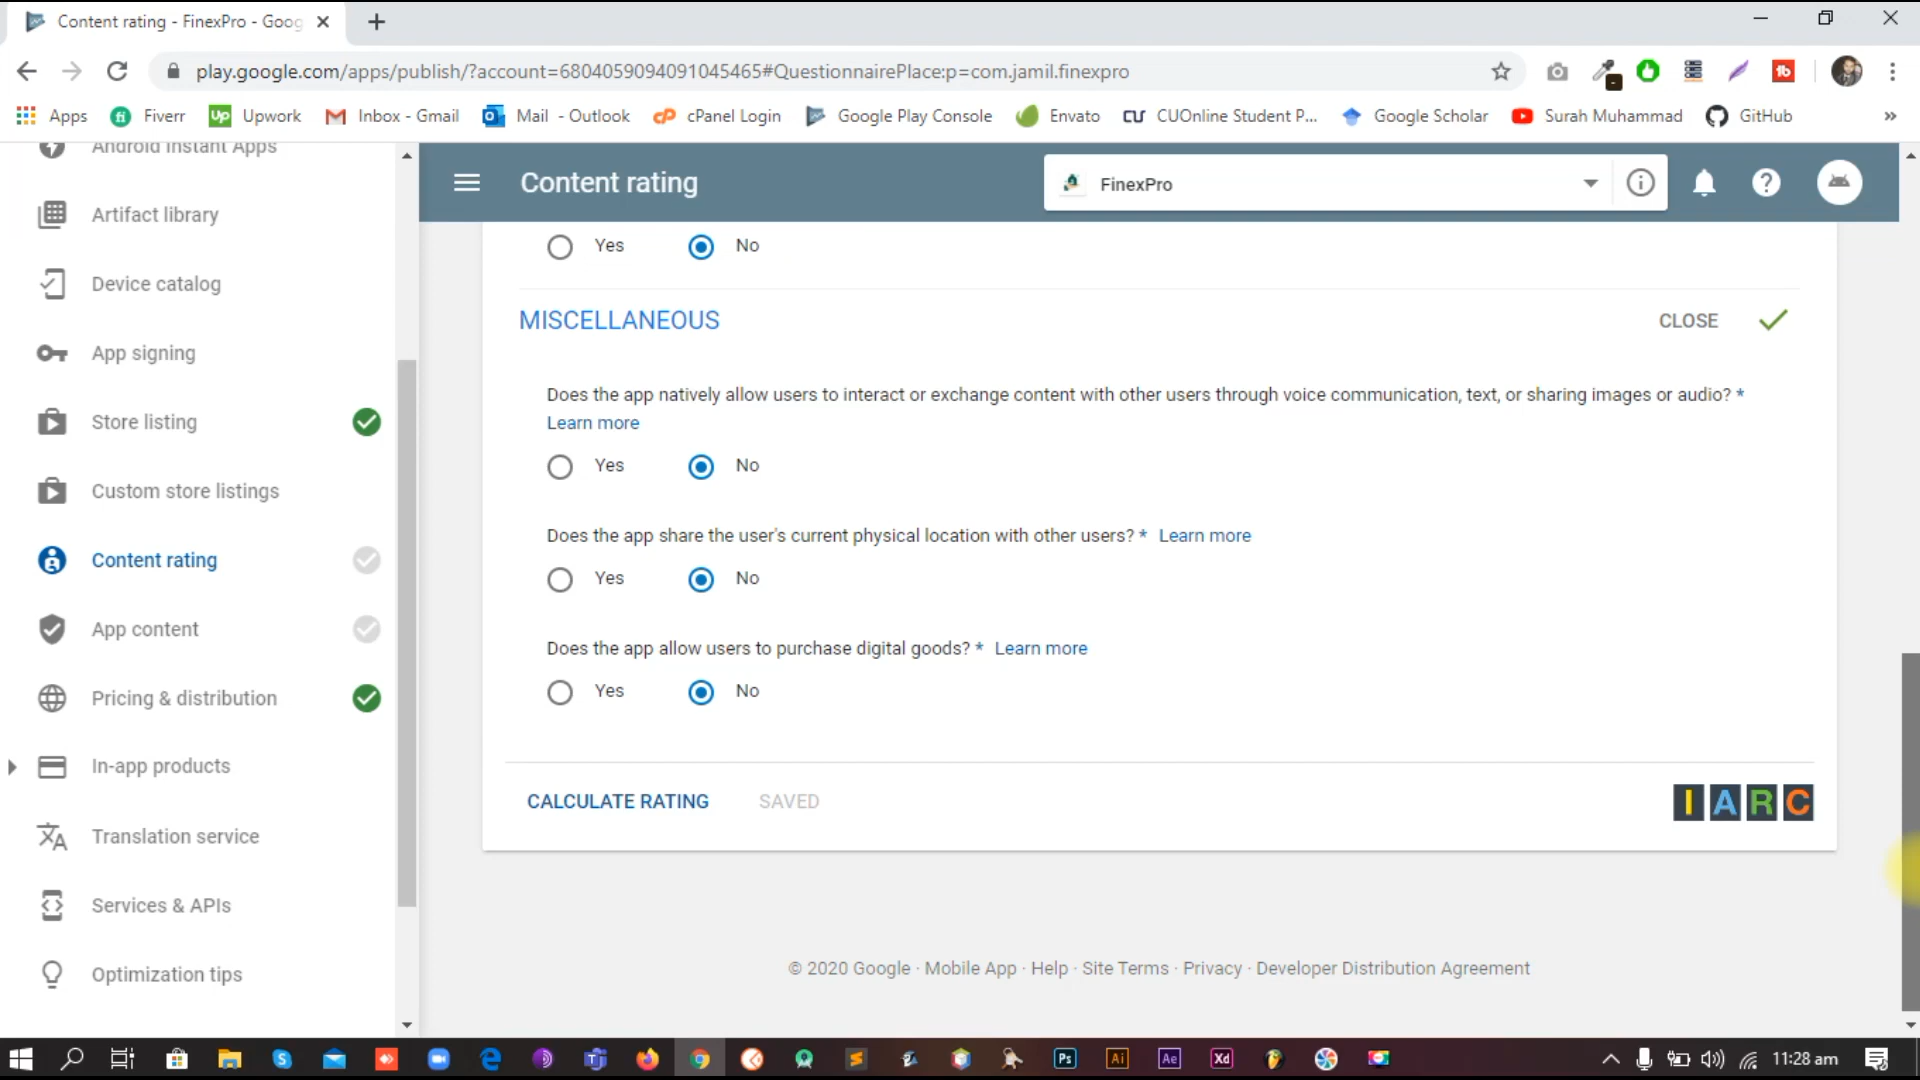 Content rating - FinexPro - Goog
play.google.com/apps/publish/?account=6804059094091045465#QuestionnairePlace:p=com.jamil.finexpro
Apps Fiverr Upwork Inbox - Gmail Mail - Outlook cPanel Login Google Play Console Envato CUOnline Student P... Google Scholar Surah Muhammad GitHub »
Android Instant Apps
Artifact library
Device catalog
App signing
Store listing
Custom store listings
Content rating
App content
Pricing & distribution
In-app products
Translation service
Services & APIs
Optimization tips
Content rating
FinexPro
Yes No
MISCELLANEOUS
CLOSE
Does the app natively allow users to interact or exchange content with other users through voice communication, text, or sharing images or audio? *
Learn more
Yes No
Does the app share the user's current physical location with other users? * Learn more
Yes No
Does the app allow users to purchase digital goods? * Learn more
Yes No
CALCULATE RATING SAVED
IARC
© 2020 Google · Mobile App · Help · Site Terms · Privacy · Developer Distribution Agreement
Ps Ai Ae Xd
11:28 am